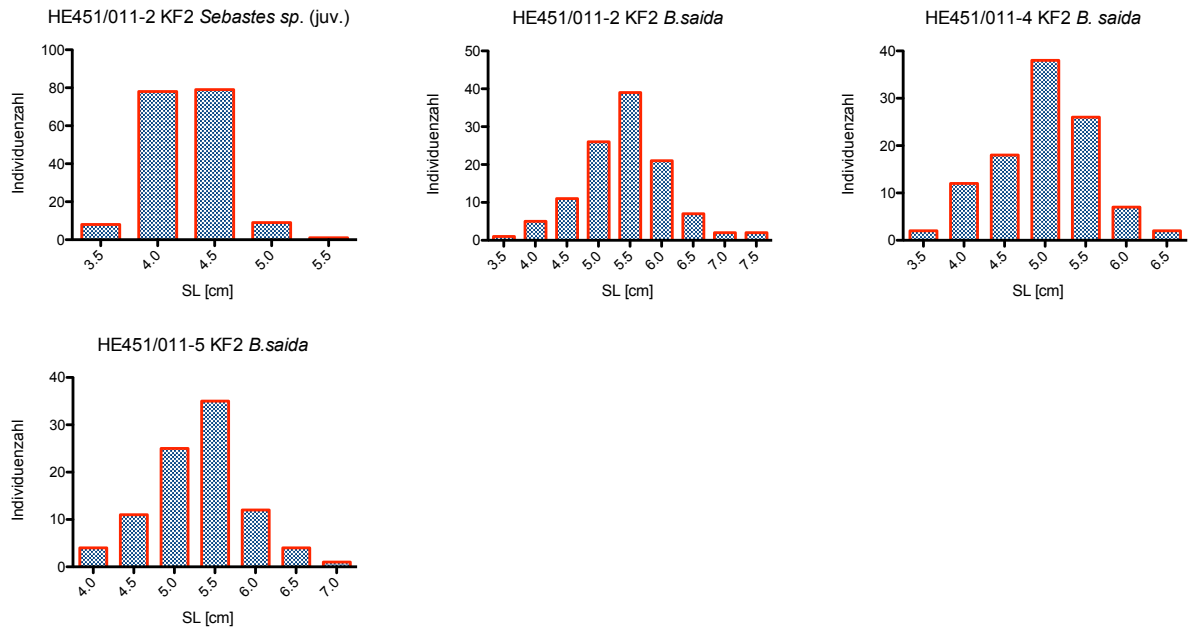 HE451/011-2 KF2 Sebastes sp. (juv.)
100
80
60
40
20
0
Individuenzahl
3.5 4.0 4.5 5.0 5.5
SL [cm]
HE451/011-2 KF2 B.saida
50
40
30
20
10
0
Individuenzahl
3.5 4.0 4.5 5.0 5.5 6.0 6.5 7.0 7.5
SL [cm]
HE451/011-4 KF2 B. saida
40
30
20
10
0
Individuenzahl
3.5 4.0 4.5 5.0 5.5 6.0 6.5
SL [cm]
HE451/011-5 KF2 B.saida
40
30
20
10
0
Individuenzahl
4.0 4.5 5.0 5.5 6.0 6.5 7.0
SL [cm]